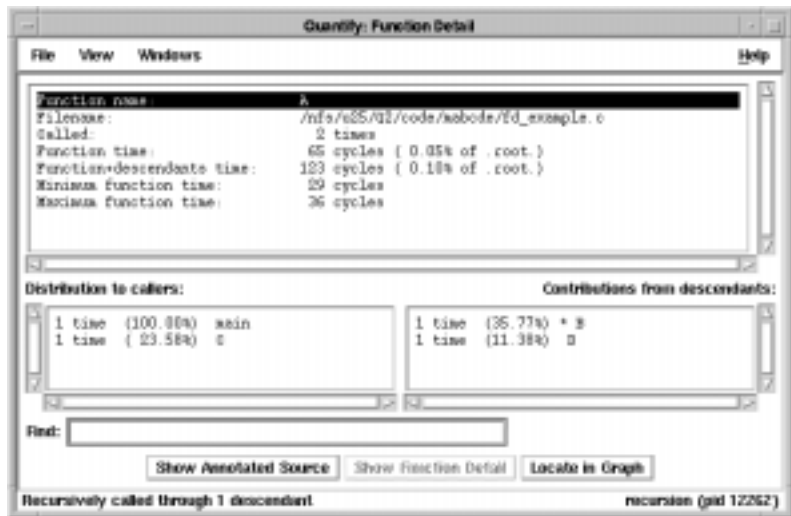 Quantify: Function Detail
File View Windows Help
Function name: A
Filename: /nfs/u25/Q2/code/mabcode/fd_example.c
Called: 2 times
Function time: 65 cycles ( 0.05% of .root.)
Function+descendants time: 123 cycles ( 0.10% of .root.)
Minimum function time: 29 cycles
Maximum function time: 36 cycles
Distribution to callers: Contributions from descendants:
1 time (100.00%) main 1 time (35.77%) * B
1 time ( 23.58%) C 1 time (11.38%) D
Find:
Show Annotated Source Show Function Detail Locate in Graph
Recursively called through 1 descendant recursion (pid 12262)